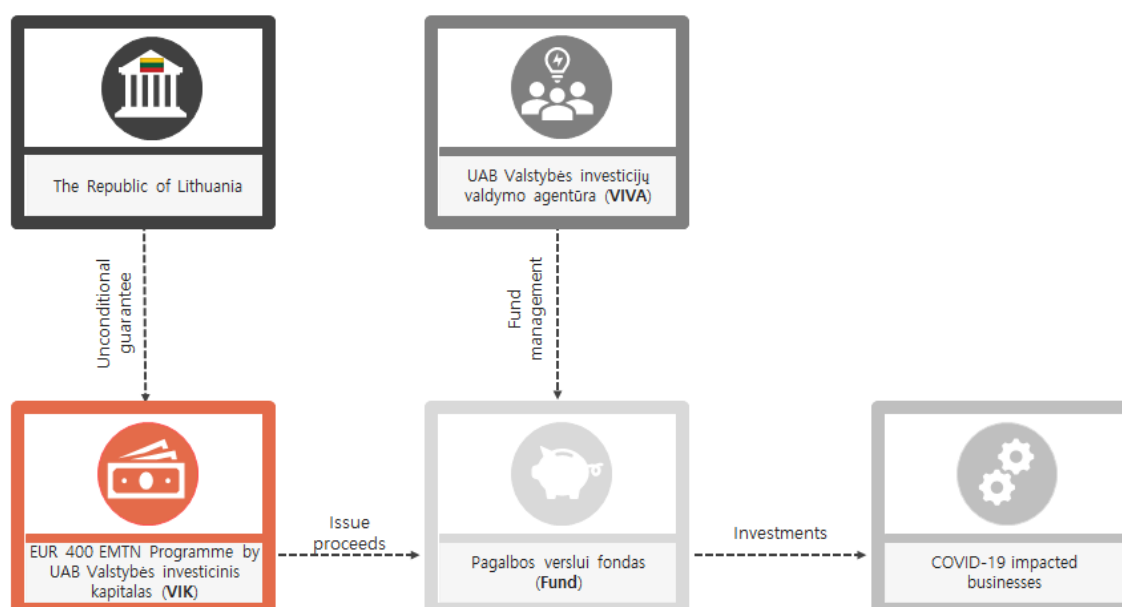 The Republic of Lithuania
UAB Valstybės investicijų
valdymo agentūra (VIVA)
Unconditional
guarantee
Fund
management
EUR 400 EMTN Programme by
UAB Valstybės investicinis
kapitalas (VIK)
Issue
proceeds
Pagalbos verslui fondas
(Fund)
Investments
COVID-19 impacted
businesses